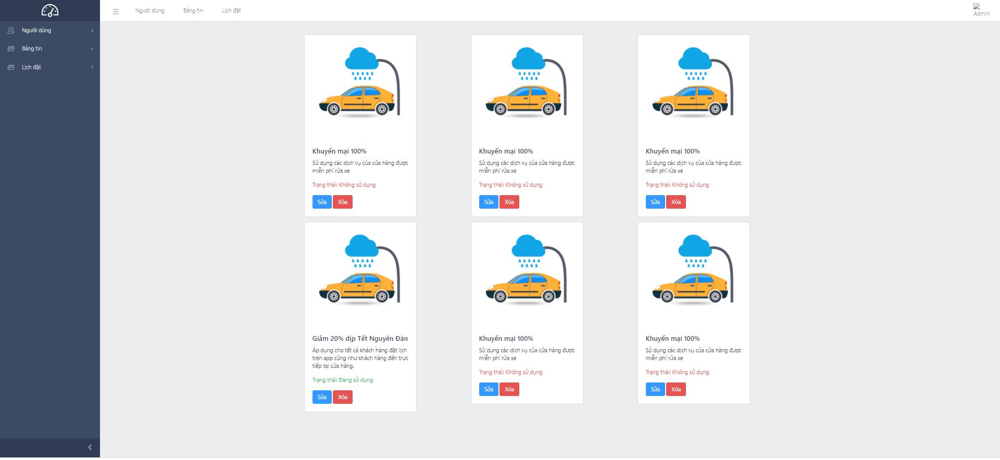 Người dùng
Bảng tin
Lịch đặt
Người dùng
Bảng tin
Lịch đặt
Admin
Khuyến mại 100%
Sử dụng các dịch vụ của cửa hàng được
miễn phí rửa xe
Trạng thái: Không sử dụng
Sửa
Xóa
Khuyến mại 100%
Sử dụng các dịch vụ của cửa hàng được
miễn phí rửa xe
Trạng thái: Không sử dụng
Sửa
Xóa
Khuyến mại 100%
Sử dụng các dịch vụ của cửa hàng được
miễn phí rửa xe
Trạng thái: Không sử dụng
Sửa
Xóa
Giảm 20% dịp Tết Nguyên Đán
Áp dụng cho tất cả khách hàng đặt lịch
trên app cũng như khách hàng đến trực
tiếp tại cửa hàng.
Trạng thái: Đang sử dụng
Sửa
Xóa
Khuyến mại 100%
Sử dụng các dịch vụ của cửa hàng được
miễn phí rửa xe
Trạng thái: Không sử dụng
Sửa
Xóa
Khuyến mại 100%
Sử dụng các dịch vụ của cửa hàng được
miễn phí rửa xe
Trạng thái: Không sử dụng
Sửa
Xóa